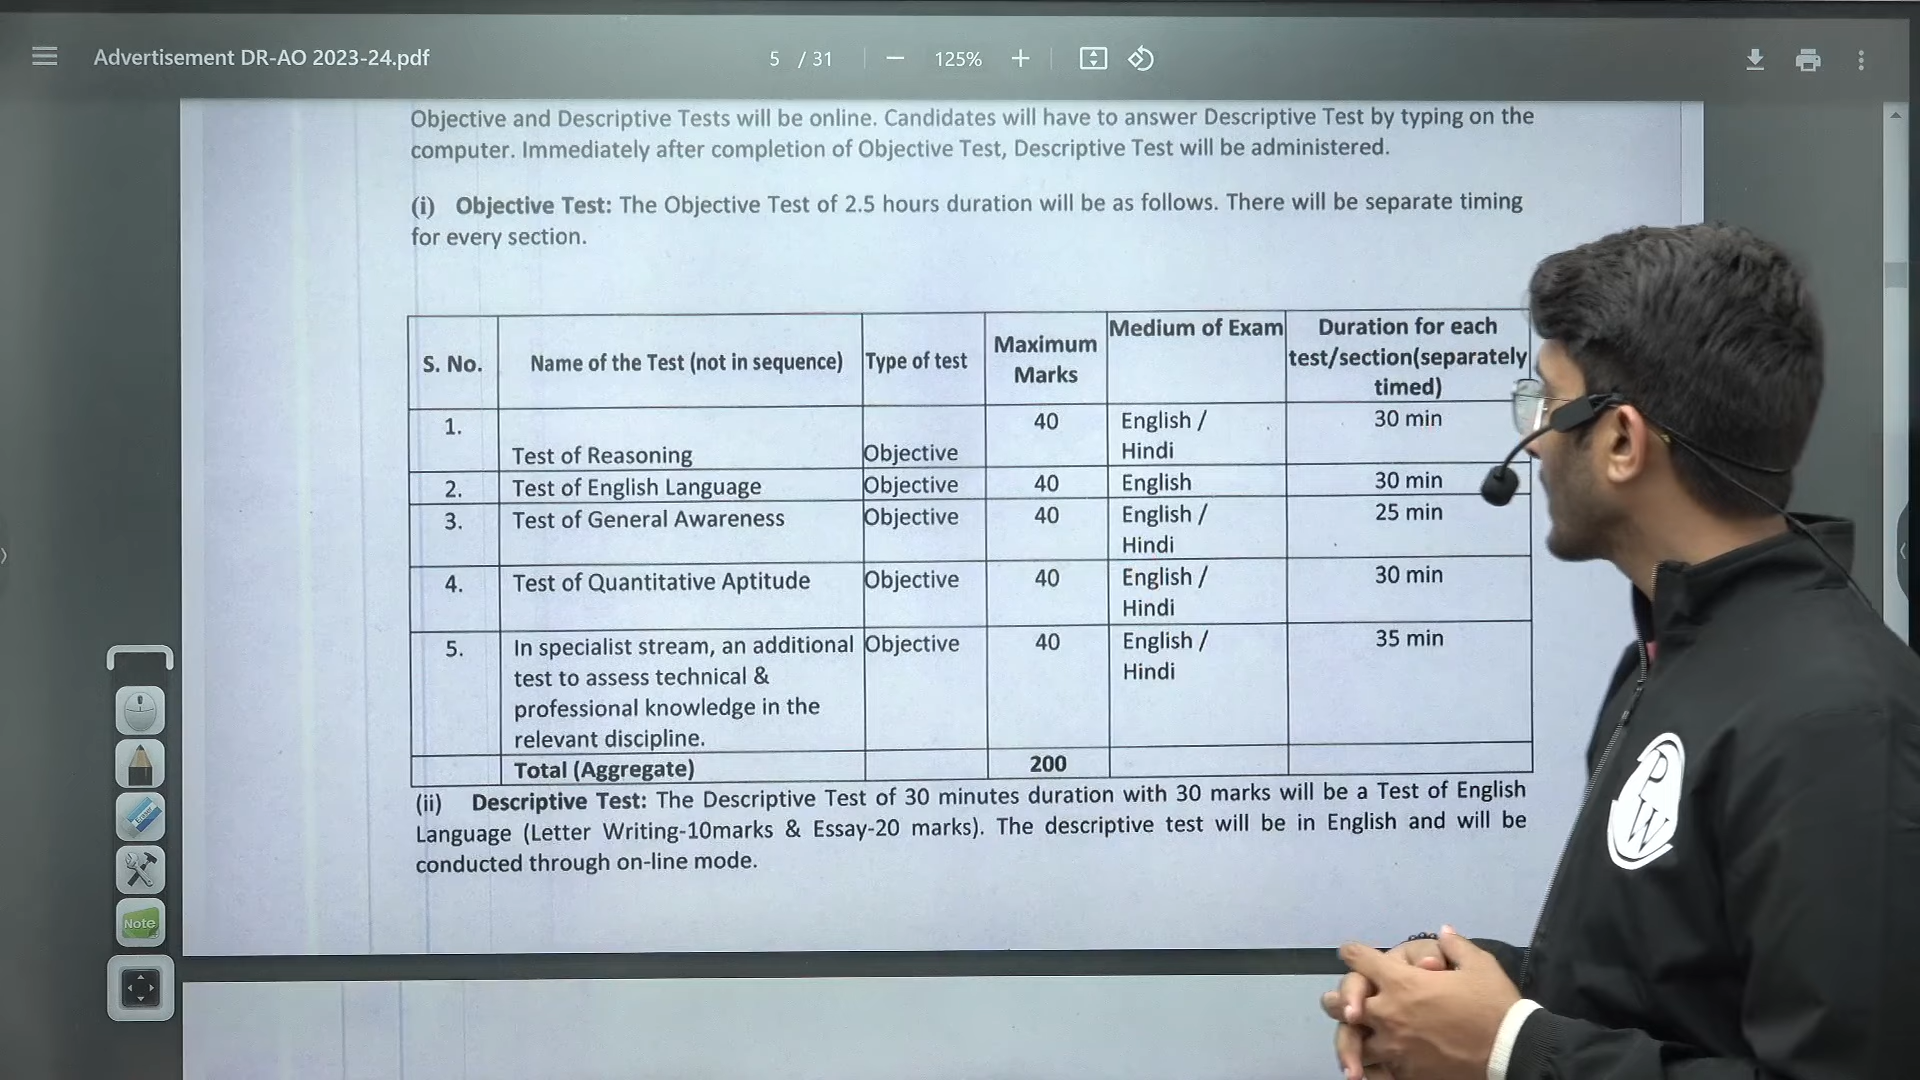 Advertisement DR-AO 2023-24.pdf
5 / 31
125%
Objective and Descriptive Tests will be online. Candidates will have to answer Descriptive Test by typing on the
computer. Immediately after completion of Objective Test, Descriptive Test will be administered.
(i) Objective Test: The Objective Test of 2.5 hours duration will be as follows. There will be separate timing
for every section.
S. No. Name of the Test (not in sequence) Type of test Maximum Marks Medium of Exam Duration for each test/section(separately timed)
1. Test of Reasoning Objective 40 English / Hindi 30 min
2. Test of English Language Objective 40 English 30 min
3. Test of General Awareness Objective 40 English / Hindi 25 min
4. Test of Quantitative Aptitude Objective 40 English / Hindi 30 min
5. In specialist stream, an additional test to assess technical & professional knowledge in the relevant discipline. Objective 40 English / Hindi 35 min
Total (Aggregate) 200
(ii) Descriptive Test: The Descriptive Test of 30 minutes duration with 30 marks will be a Test of English
Language (Letter Writing-10marks & Essay-20 marks). The descriptive test will be in English and will be
conducted through on-line mode.
Note
PW